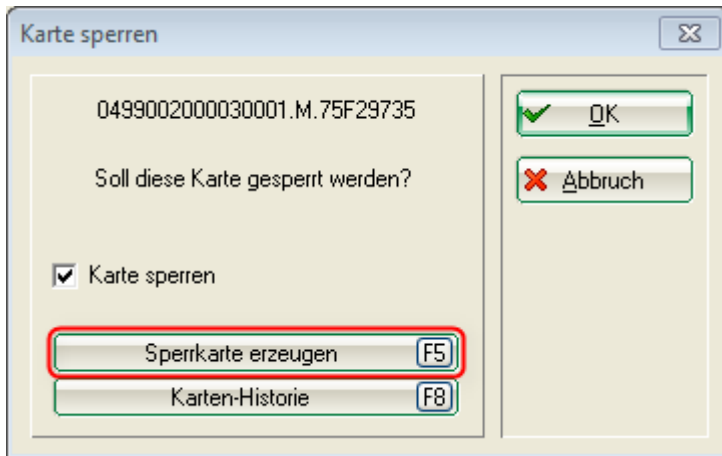 Karte sperren
0499002000030001.M.75F29735
Soll diese Karte gesperrt werden?
Karte sperren
Sperrkarte erzeugen F5
Karten-Historie F8
OK
Abbruch